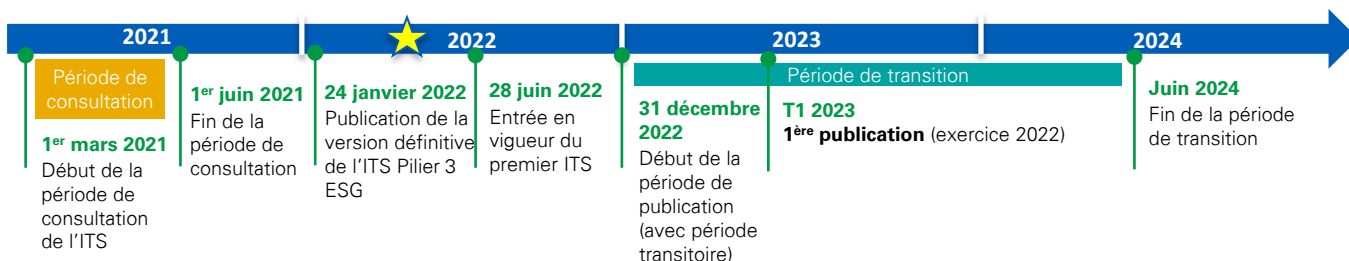 2021
2022
2023
2024
Période de
consultation
Période de transition
1er mars 2021
Début de la
période de
consultation
de l'ITS
1er juin 2021
Fin de la
période de
consultation
24 janvier 2022
Publication de la
version définitive
de l'ITS Pilier 3
ESG
28 juin 2022
Entrée en
vigueur du
premier ITS
31 décembre
2022
Début de la
période de
publication
(avec période
transitoire)
T1 2023
1ère publication (exercice 2022)
Juin 2024
Fin de la période
de transition